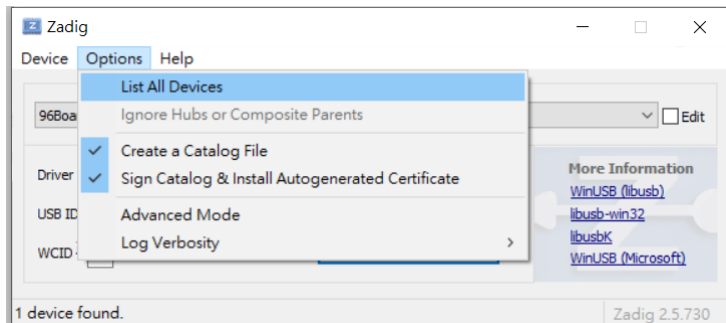 Zadig
Device Options Help
List All Devices
Ignore Hubs or Composite Parents
Create a Catalog File
Sign Catalog & Install Autogenerated Certificate
Advanced Mode
Log Verbosity
96Boa
Edit
Driver
USB ID
WCID
More Information
WinUSB (libusb)
libusb-win32
libusbK
WinUSB (Microsoft)
1 device found.
Zadig 2.5.730